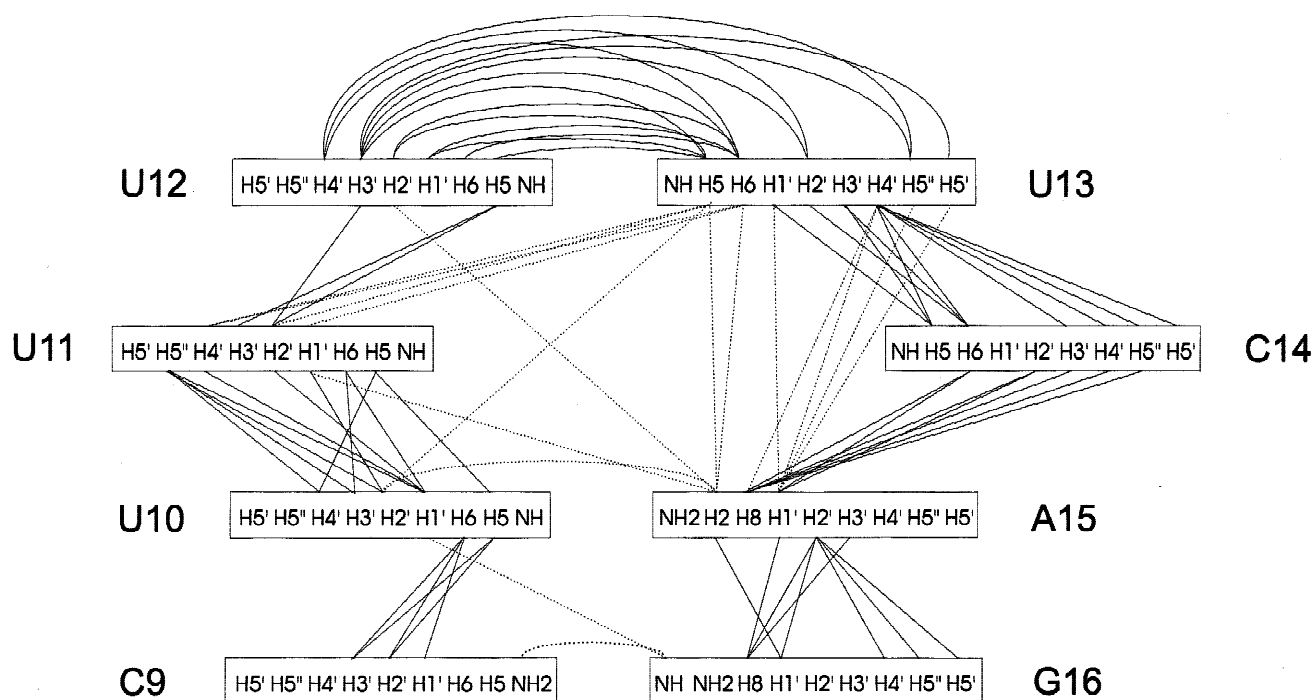 U12 H5' H5" H4' H3' H2' H1' H6 H5 NH NH H5 H6 H1' H2' H3' H4' H5" H5' U13
U11 H5' H5" H4' H3' H2' H1' H6 H5 NH NH H5 H6 H1' H2' H3' H4' H5" H5' C14
U10 H5' H5" H4' H3' H2' H1' H6 H5 NH NH2 H2 H8 H1' H2' H3' H4' H5" H5' A15
C9 H5' H5" H4' H3' H2' H1' H6 H5 NH2 NH NH2 H8 H1' H2' H3' H4' H5" H5' G16